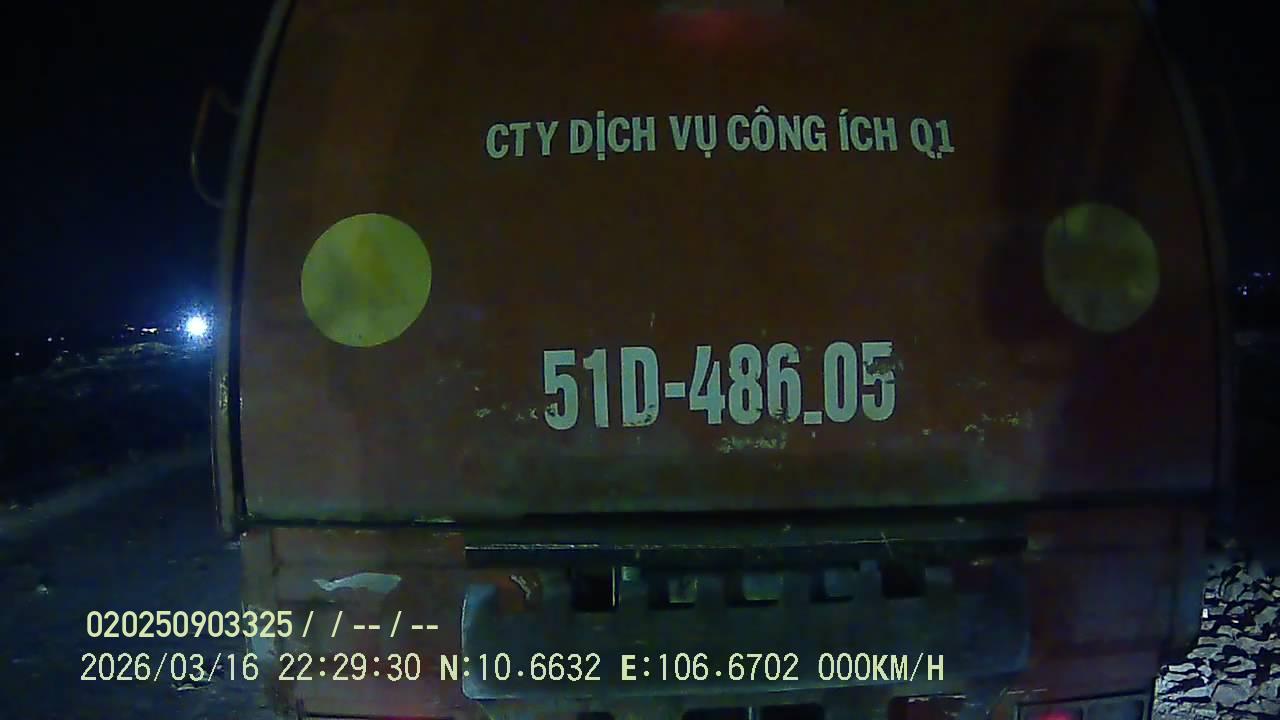 CTY DỊCH VỤ CÔNG ÍCH Q.1
51D-486.05
020250903325 / / -- / --
2026/03/16 22:29:30 N:10.6632 E:106.6702 000KM/H